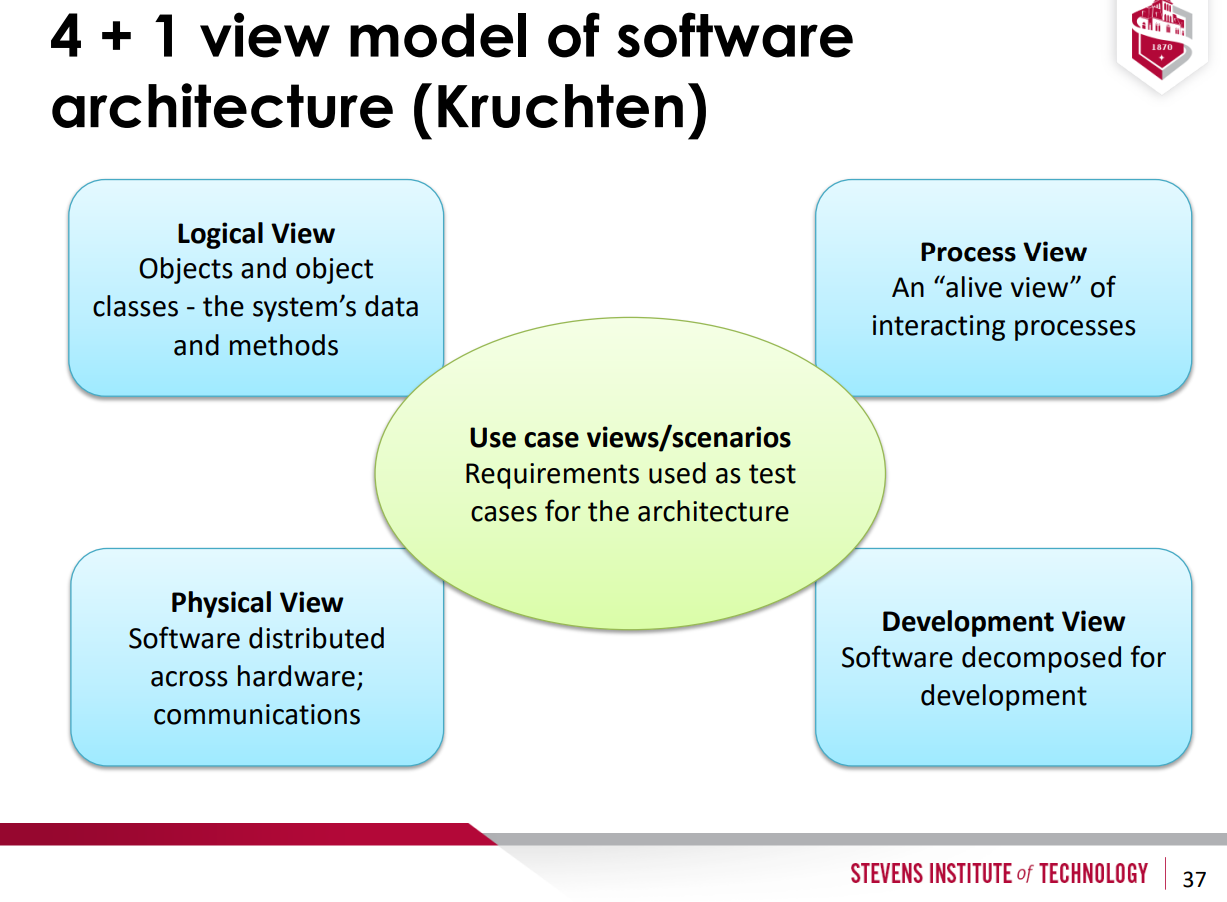 4 + 1 view model of software
architecture (Kruchten)
1870
Logical View
Objects and object
classes - the system’s data
and methods
Process View
An “alive view” of
interacting processes
Use case views/scenarios
Requirements used as test
cases for the architecture
Physical View
Software distributed
across hardware;
communications
Development View
Software decomposed for
development
STEVENS INSTITUTE of TECHNOLOGY
37